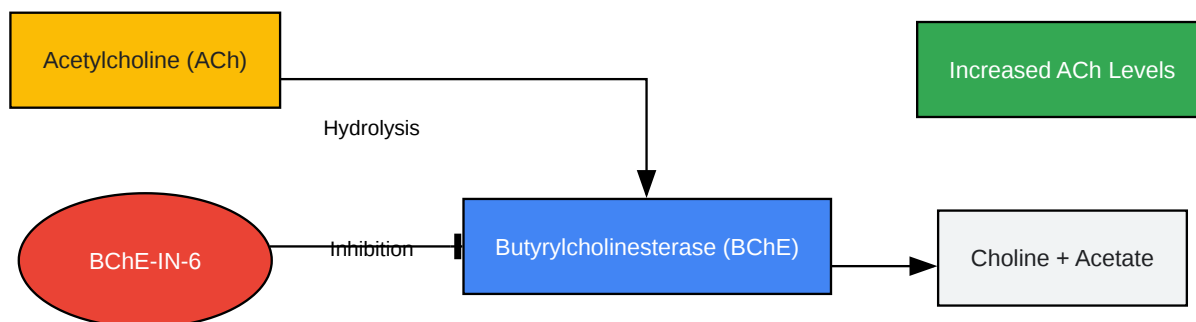 Acetylcholine (ACh)
Increased ACh Levels
Hydrolysis
BChE-IN-6
Inhibition
Butyrylcholinesterase (BChE)
Choline + Acetate